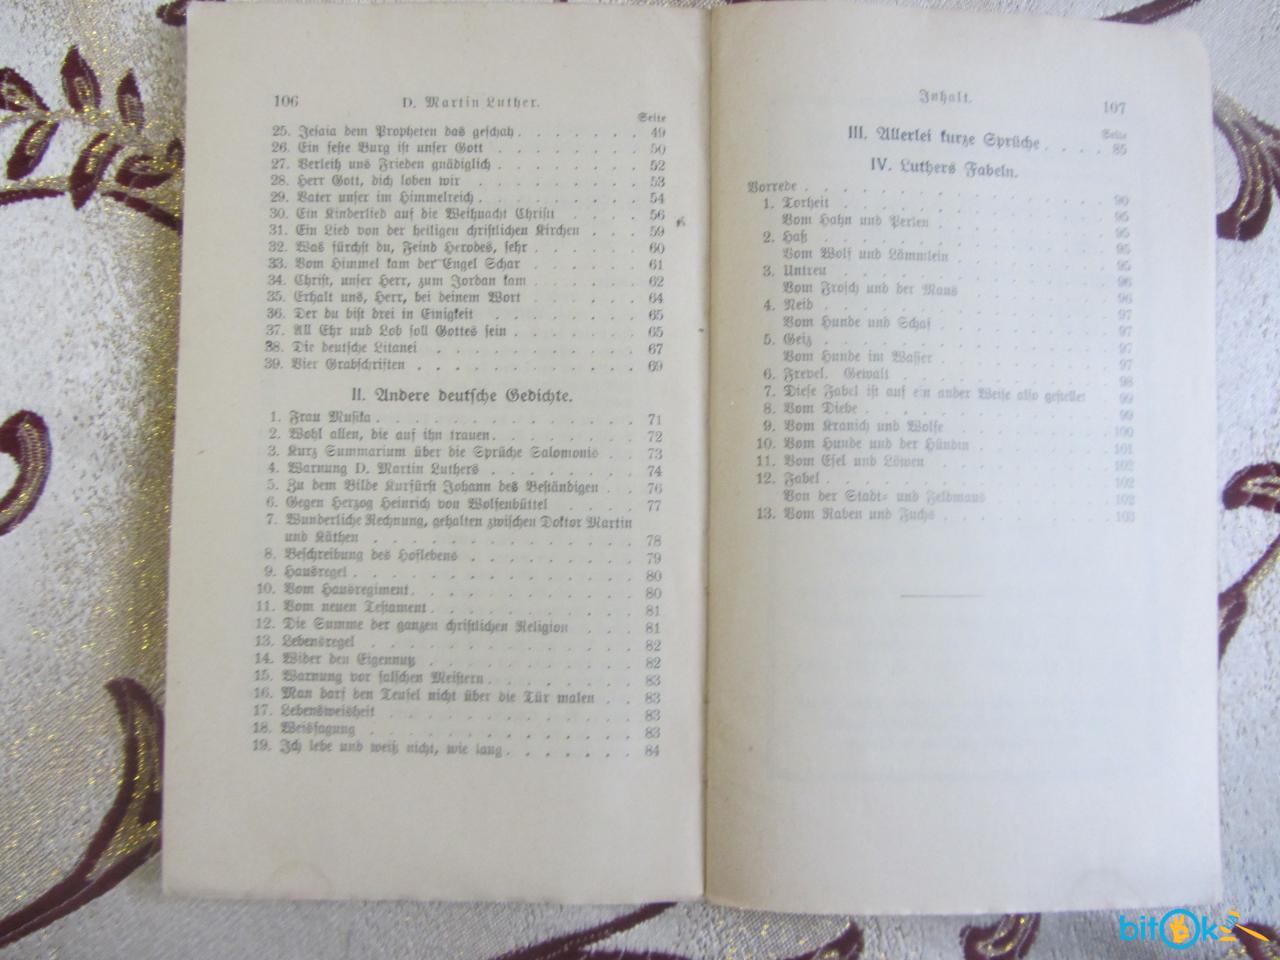 106
D. Martin Luther.
Seite
25. Jesaia dem Propheten das geschah . . . . . . . 49
26. Ein feste Burg ist unser Gott . . . . . . . 50
27. Verleih uns Frieden gnädiglich . . . . . . . 52
28. Herr Gott, dich loben wir . . . . . . . 53
29. Vater unser im Himmelreich . . . . . . . 54
30. Ein Kinderlied auf die Weihnacht Christi . . . . 56
31. Ein Lied von der heiligen christlichen Kirchen . . . 59
32. Was fürchst du, Feind Herodes, sehr . . . . . 60
33. Vom Himmel kam der Engel Schar . . . . . 61
34. Christ, unser Herr, zum Jordan kam . . . . . 62
35. Erhalt uns, Herr, bei deinem Wort . . . . . 64
36. Der du bist drei in Einigkeit . . . . . . . 65
37. All Ehr und Lob soll Gottes sein . . . . . . 65
38. Die deutsche Litanei . . . . . . . . . 67
39. Vier Grabschriften . . . . . . . . . . 69
II. Andere deutsche Gedichte.
1. Frau Musika . . . . . . . . . . . 71
2. Wohl allen, die auf ihn trauen . . . . . . . 72
3. Kurz Summarium über die Sprüche Salomonis . . . 73
4. Warnung D. Martin Luthers . . . . . . . 74
5. Zu dem Bilde Kurfürst Johann des Beständigen . . 76
6. Gegen Herzog Heinrich von Wolfenbüttel . . . . 77
7. Wunderliche Rechnung, gehalten zwischen Doktor Martin
und Käthen . . . . . . . . . . . 78
8. Beschreibung des Hoflebens . . . . . . . 79
9. Hausregel . . . . . . . . . . . . 80
10. Vom Hausregiment . . . . . . . . . . 80
11. Vom neuen Testament . . . . . . . . . 81
12. Die Summe der ganzen christlichen Religion . . . 81
13. Lebensregel . . . . . . . . . . . 82
14. Wider den Eigennutz . . . . . . . . . 82
15. Warnung vor falschen Meistern . . . . . . . 83
16. Man darf den Teufel nicht über die Tür malen . . 83
17. Lebensweisheit . . . . . . . . . . 83
18. Weissagung . . . . . . . . . . . 83
19. Ich lebe und weiß nicht, wie lang . . . . . . 84
Inhalt.
107
Seite
III. Allerlei kurze Sprüche . . . . 85
IV. Luthers Fabeln.
Vorrede . . . . . . . . . . . . 90
1. Torheit . . . . . . . . . . . 95
Vom Hahn und Perlen . . . . . . . 95
2. Haß . . . . . . . . . . . . 95
Vom Wolf und Lämmlein . . . . . . 95
3. Untreu . . . . . . . . . . . 96
Vom Frosch und der Maus . . . . . . 96
4. Neid . . . . . . . . . . . . 97
Vom Hunde und Schaf . . . . . . . 97
5. Geiz . . . . . . . . . . . . 97
Vom Hunde im Wasser . . . . . . . 97
6. Frevel. Gewalt . . . . . . . . . 98
7. Diese Fabel ist auf ein ander Weise also gestellet 99
8. Vom Diebe . . . . . . . . . . 99
9. Vom Kranich und Wolfe . . . . . . . 100
10. Vom Hunde und der Hündin . . . . . . 101
11. Vom Esel und Löwen . . . . . . . . 102
12. Fabel . . . . . . . . . . . 102
Von der Stadt- und Feldmaus . . . . . 102
13. Vom Raben und Fuchs . . . . . . . 103
bitOk